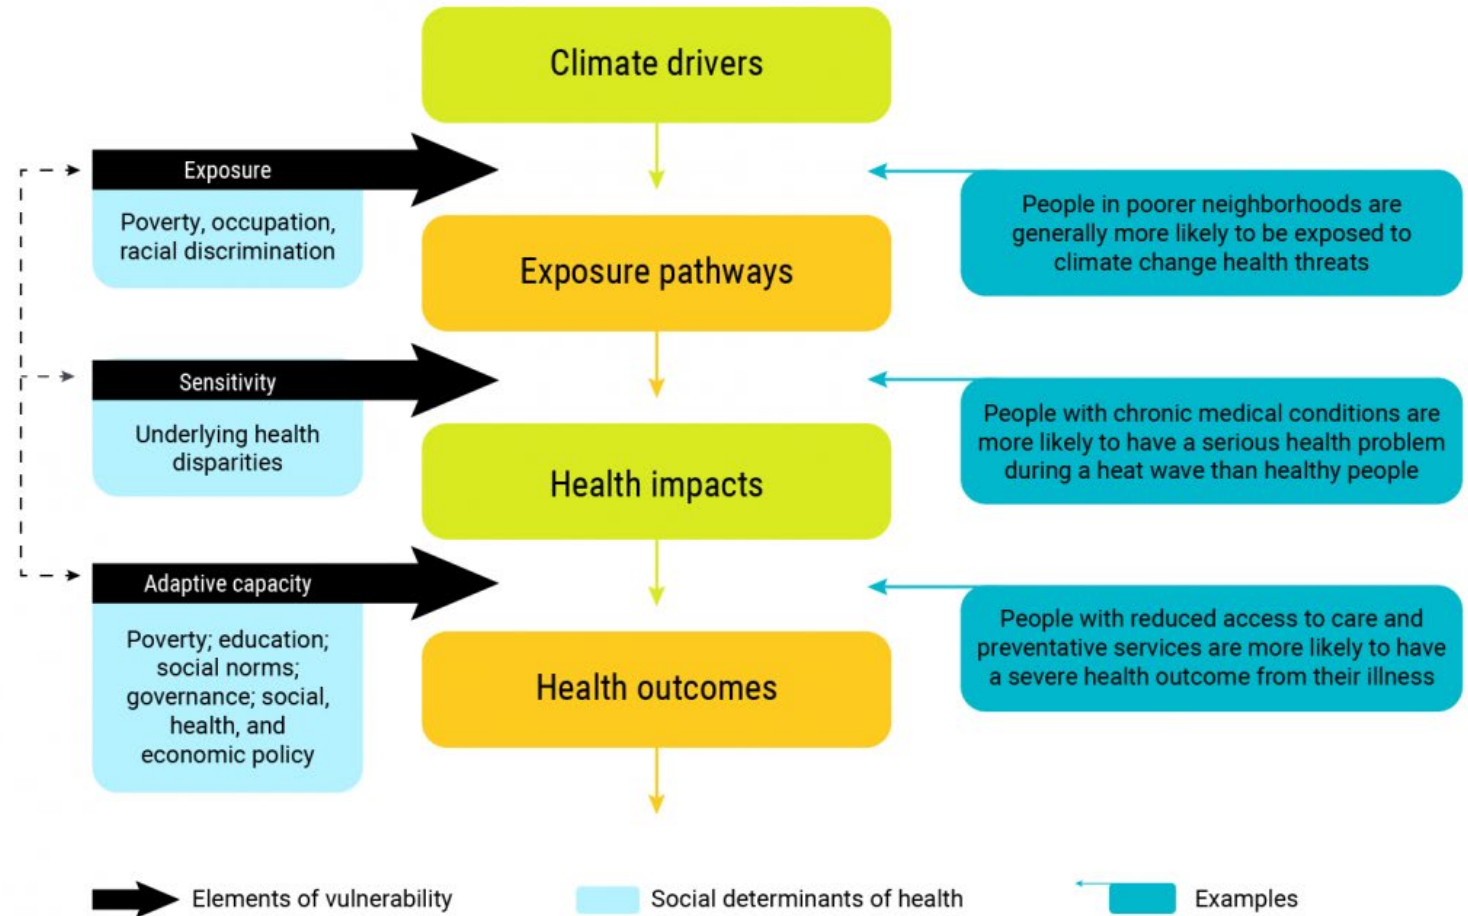 Climate drivers
Exposure
Poverty, occupation,
racial discrimination
People in poorer neighborhoods are
generally more likely to be exposed to
climate change health threats
Exposure pathways
Sensitivity
Underlying health
disparities
People with chronic medical conditions are
more likely to have a serious health problem
during a heat wave than healthy people
Health impacts
Adaptive capacity
Poverty; education;
social norms;
governance; social,
health, and
economic policy
People with reduced access to care and
preventative services are more likely to have
a severe health outcome from their illness
Health outcomes
Elements of vulnerability
Social determinants of health
Examples